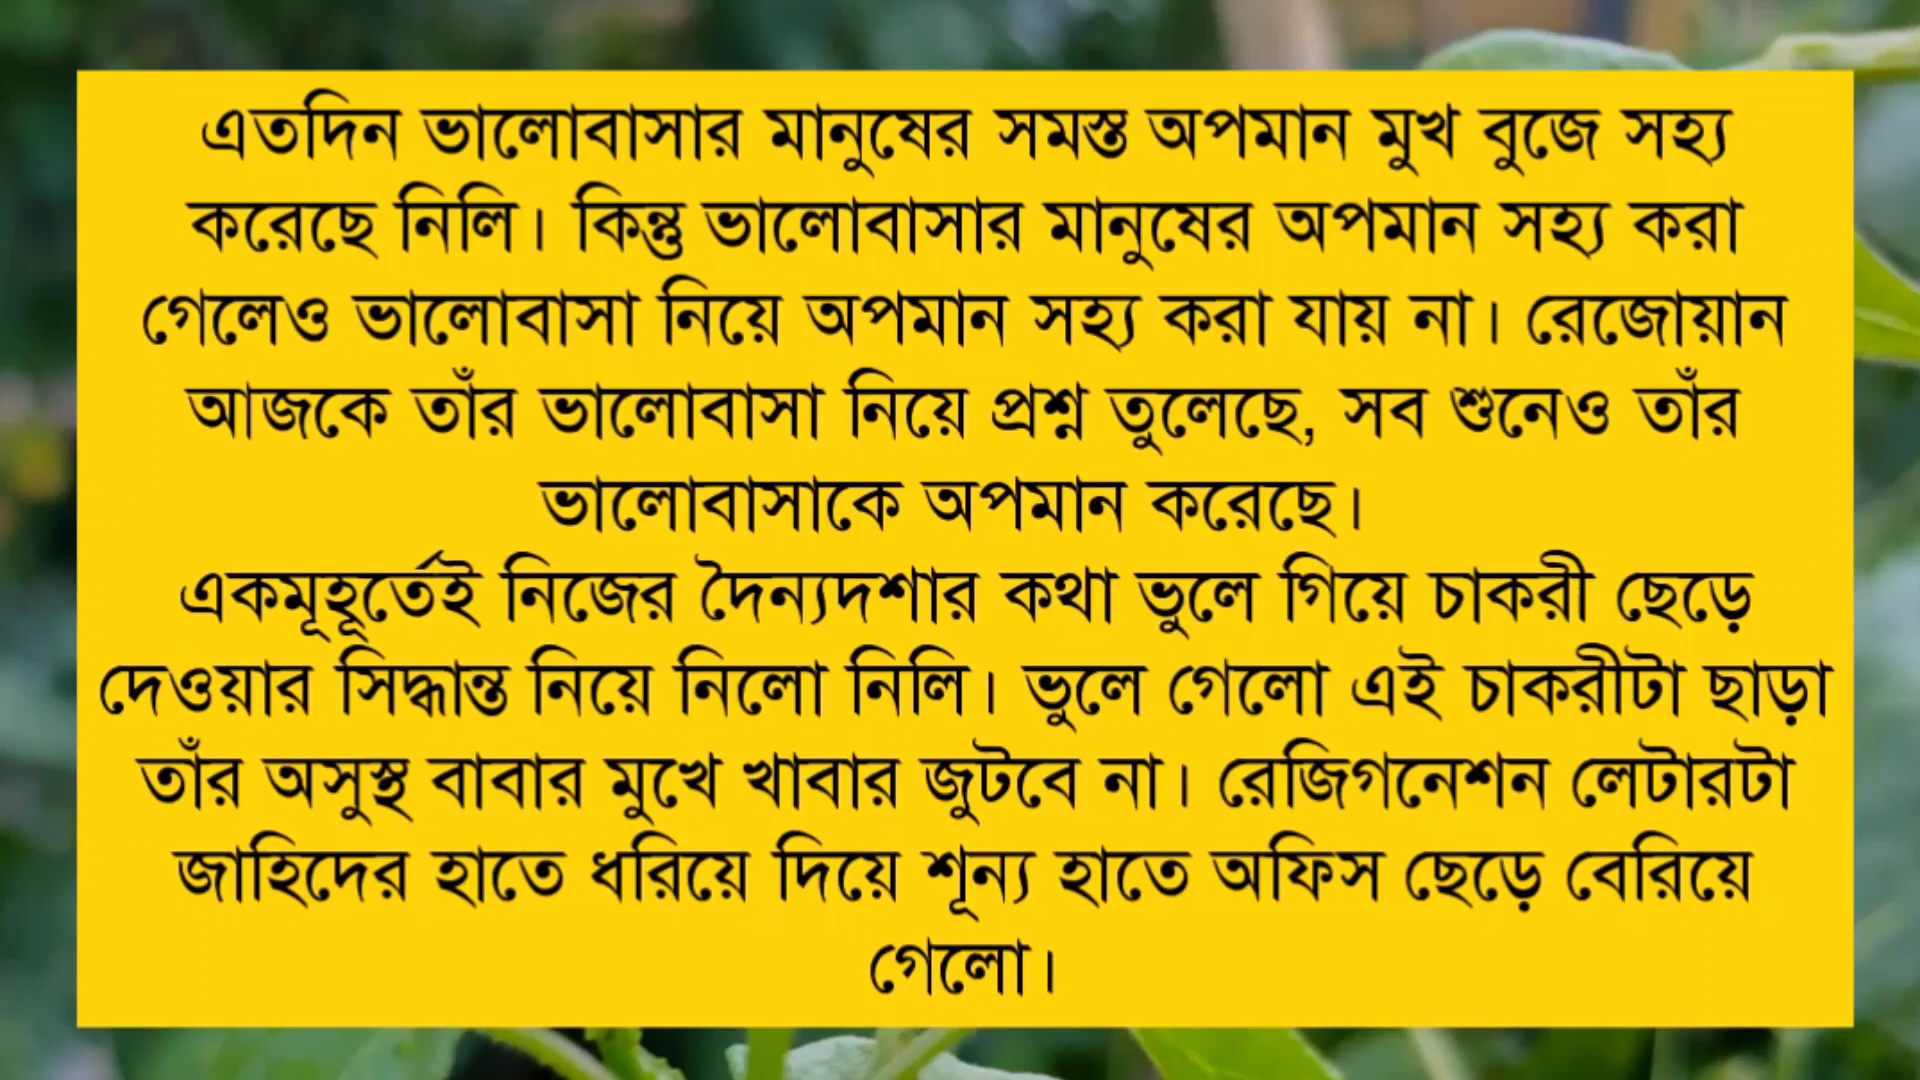 এতদিন ভালোবাসার মানুষের সমস্ত অপমান মুখ বুজে সহ্য
করেছে নিলি। কিন্তু ভালোবাসার মানুষের অপমান সহ্য করা
গেলেও ভালোবাসা নিয়ে অপমান সহ্য করা যায় না। রেজোয়ান
আজকে তাঁর ভালোবাসা নিয়ে প্রশ্ন তুলেছে, সব শুনেও তাঁর
ভালোবাসাকে অপমান করেছে।
একমূহূর্তেই নিজের দৈন্যদশার কথা ভুলে গিয়ে চাকরী ছেড়ে
দেওয়ার সিদ্ধান্ত নিয়ে নিলো নিলি। ভুলে গেলো এই চাকরীটা ছাড়া
তাঁর অসুস্থ বাবার মুখে খাবার জুটবে না। রেজিগনেশন লেটারটা
জাহিদের হাতে ধরিয়ে দিয়ে শূন্য হাতে অফিস ছেড়ে বেরিয়ে
গেলো।